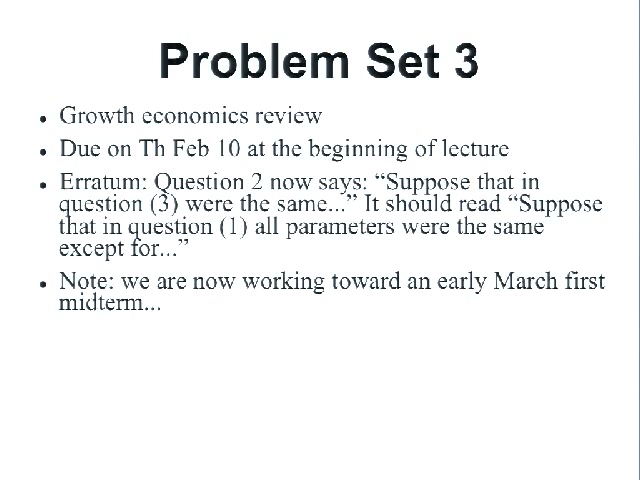 Problem Set 3
● Growth economics review
● Due on Th Feb 10 at the beginning of lecture
● Erratum: Question 2 now says: “Suppose that in
question (3) were the same...” It should read “Suppose
that in question (1) all parameters were the same
except for...”
● Note: we are now working toward an early March first
midterm...